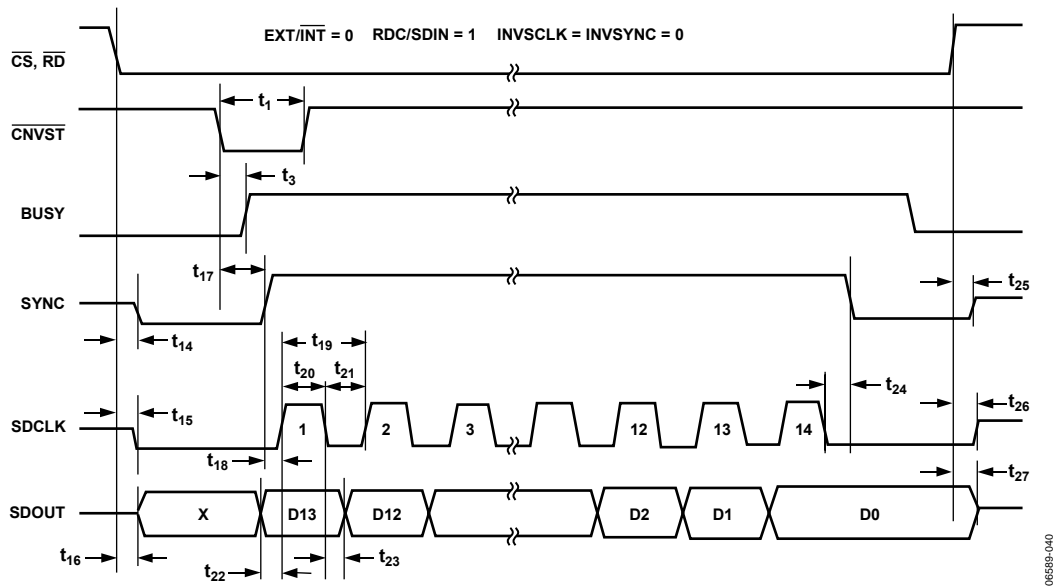 EXT/INT = 0 RDC/SDIN = 1 INVSCLK = INVSYNC = 0
CS, RD
t1
CNVST
t3
BUSY
t17
SYNC
t25
t14
t19
t20 t21
t24
t15
t26
SDCLK
1 2 3 12 13 14
t18
t27
SDOUT
X D13 D12 D2 D1 D0
t16
t22
t23
06589-040